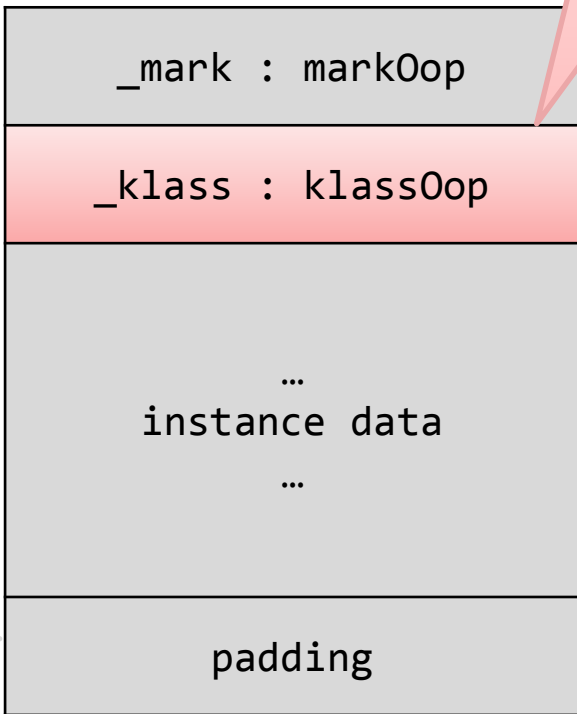 _mark : markOop
_klass : klassOop
…
instance data
…
padding